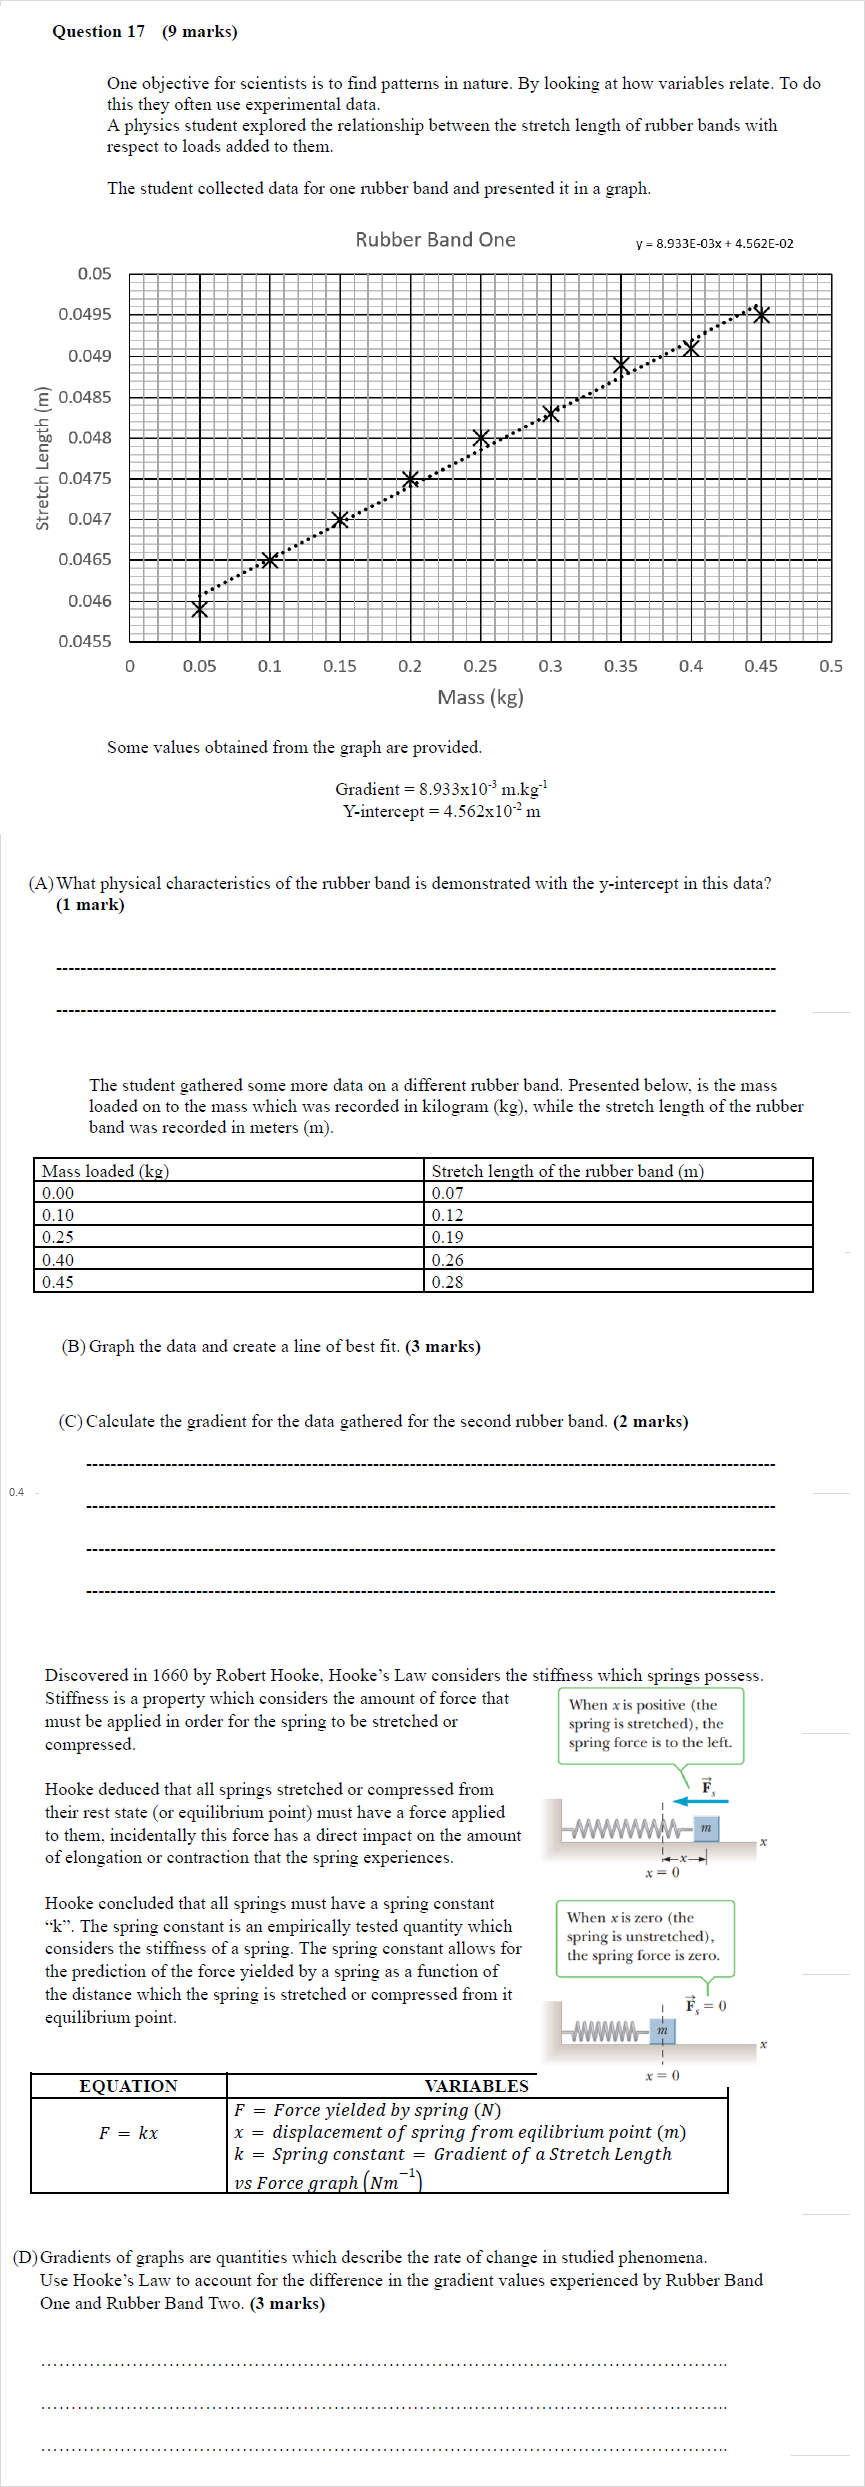 Question 17 (9 marks)
One objective for scientists is to find patterns in nature. By looking at how variables relate. To do
this they often use experimental data.
A physics student explored the relationship between the stretch length of rubber bands with
respect to loads added to them.
The student collected data for one rubber band and presented it in a graph.
Rubber Band One
y = 8.933E-03x + 4.562E-02
0.05
0.0495
0.049
0.0485
0.048
0.0475
0.047
0.0465
0.046
0.0455
Stretch Length (m)
0 0.05 0.1 0.15 0.2 0.25 0.3 0.35 0.4 0.45 0.5
Mass (kg)
Some values obtained from the graph are provided.
Gradient = 8.933x10⁻³ m.kg⁻¹
Y-intercept = 4.562x10⁻² m
(A) What physical characteristics of the rubber band is demonstrated with the y-intercept in this data?
(1 mark)
The student gathered some more data on a different rubber band. Presented below, is the mass
loaded on to the mass which was recorded in kilogram (kg), while the stretch length of the rubber
band was recorded in meters (m).
Mass loaded (kg) Stretch length of the rubber band (m)
0.00 0.07
0.10 0.12
0.25 0.19
0.40 0.26
0.45 0.28
(B) Graph the data and create a line of best fit. (3 marks)
(C) Calculate the gradient for the data gathered for the second rubber band. (2 marks)
0.4
Discovered in 1660 by Robert Hooke, Hooke's Law considers the stiffness which springs possess.
Stiffness is a property which considers the amount of force that
must be applied in order for the spring to be stretched or
compressed.
Hooke deduced that all springs stretched or compressed from
their rest state (or equilibrium point) must have a force applied
to them, incidentally this force has a direct impact on the amount
of elongation or contraction that the spring experiences.
Hooke concluded that all springs must have a spring constant
“k”. The spring constant is an empirically tested quantity which
considers the stiffness of a spring. The spring constant allows for
the prediction of the force yielded by a spring as a function of
the distance which the spring is stretched or compressed from it
equilibrium point.
When x is positive (the
spring is stretched), the
spring force is to the left.
F⃗s
m
x
x
x = 0
When x is zero (the
spring is unstretched),
the spring force is zero.
F⃗s = 0
m
x
x = 0
EQUATION VARIABLES
F = kx
F = Force yielded by spring (N)
x = displacement of spring from eqilibrium point (m)
k = Spring constant = Gradient of a Stretch Length
vs Force graph (Nm⁻¹)
(D) Gradients of graphs are quantities which describe the rate of change in studied phenomena.
Use Hooke's Law to account for the difference in the gradient values experienced by Rubber Band
One and Rubber Band Two. (3 marks)